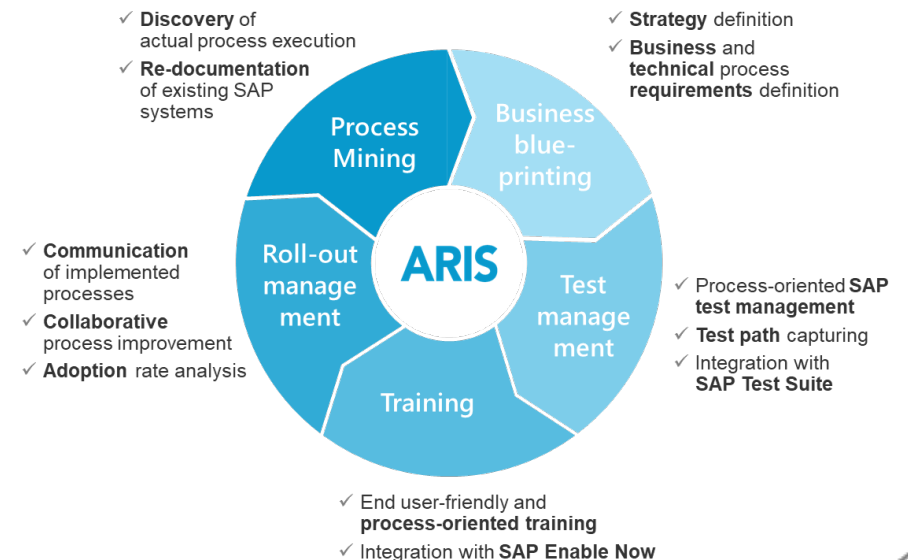 ✓ Discovery of
actual process execution
✓ Re-documentation
of existing SAP
systems
✓ Strategy definition
✓ Business and
technical process
requirements definition
Process
Mining
Business
blue-
printing
✓ Communication
of implemented
processes
✓ Collaborative
process improvement
✓ Adoption rate analysis
Roll-out
manage
ment
ARIS
Test
manage
ment
✓ Process-oriented SAP
test management
✓ Test path capturing
✓ Integration with
SAP Test Suite
Training
✓ End user-friendly and
process-oriented training
✓ Integration with SAP Enable Now